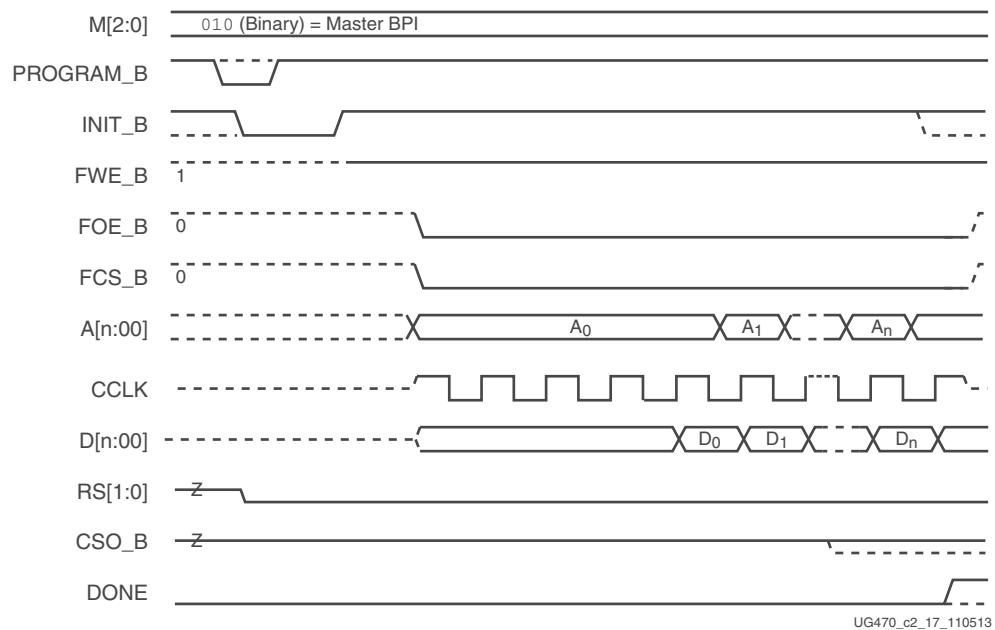 M[2:0] 010 (Binary) = Master BPI
PROGRAM_B
INIT_B
FWE_B 1
FOE_B 0
FCS_B 0
A[n:00] A0 A1 An
CCLK
D[n:00] D0 D1 Dn
RS[1:0] Z
CSO_B Z
DONE
UG470_c2_17_110513